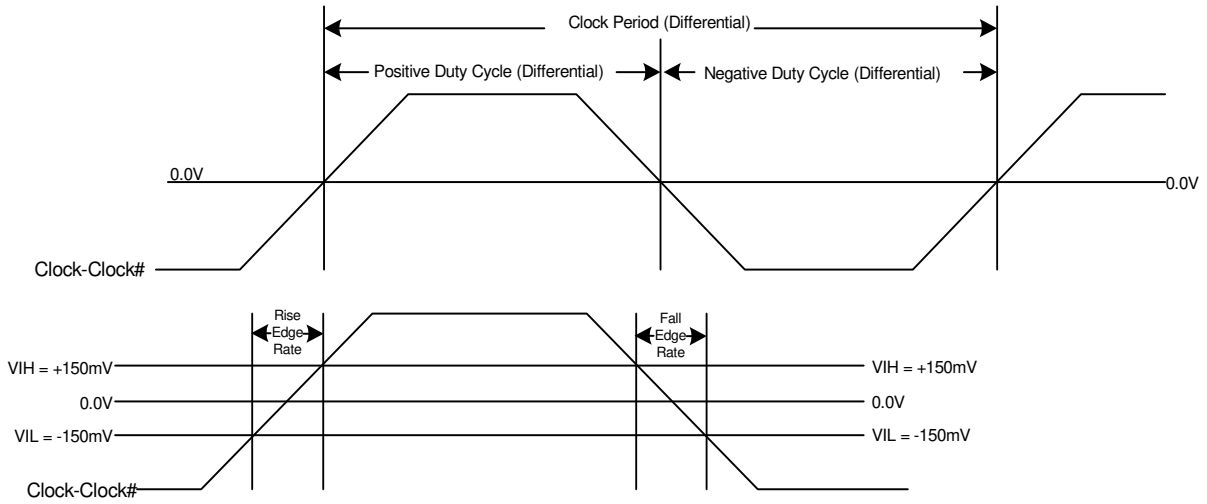 Clock Period (Differential)
Positive Duty Cycle (Differential)
Negative Duty Cycle (Differential)
0.0V
0.0V
Clock-Clock#
Rise
Edge
Rate
Fall
Edge
Rate
VIH = +150mV
VIH = +150mV
0.0V
0.0V
VIL = -150mV
VIL = -150mV
Clock-Clock#